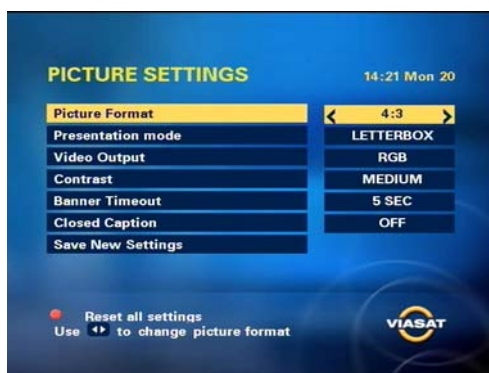 PICTURE SETTINGS 14:21 Mon 20
Picture Format 4:3
Presentation mode LETTERBOX
Video Output RGB
Contrast MEDIUM
Banner Timeout 5 SEC
Closed Caption OFF
Save New Settings
Reset all settings
Use to change picture format
VIASAT